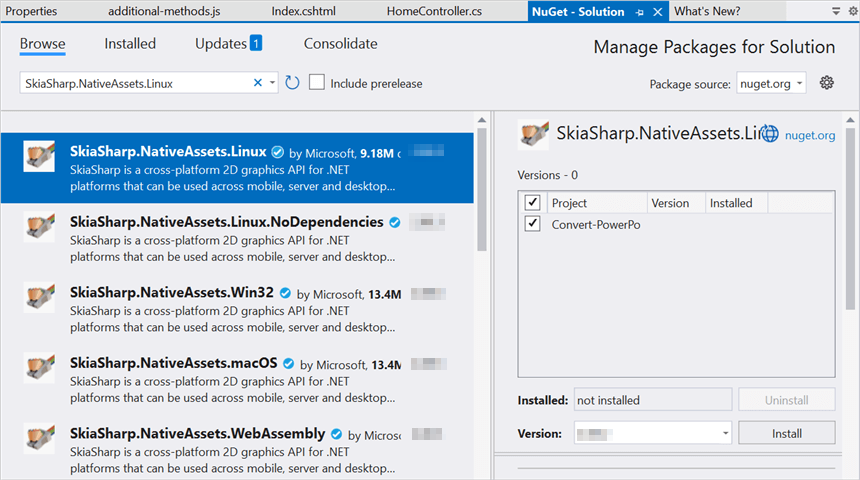 Properties additional-methods.js Index.cshtml HomeController.cs NuGet - Solution What's New?
Browse Installed Updates 1 Consolidate
Manage Packages for Solution
SkiaSharp.NativeAssets.Linux Include prerelease
Package source: nuget.org
SkiaSharp.NativeAssets.Linux by Microsoft, 9.18M
SkiaSharp is a cross-platform 2D graphics API for .NET
platforms that can be used across mobile, server and desktop...
SkiaSharp.NativeAssets.Linux.NoDependencies
SkiaSharp is a cross-platform 2D graphics API for .NET
platforms that can be used across mobile, server and desktop...
SkiaSharp.NativeAssets.Win32 by Microsoft, 13.4M
SkiaSharp is a cross-platform 2D graphics API for .NET
platforms that can be used across mobile, server and desktop...
SkiaSharp.NativeAssets.macOS by Microsoft, 13.4M
SkiaSharp is a cross-platform 2D graphics API for .NET
platforms that can be used across mobile, server and desktop...
SkiaSharp.NativeAssets.WebAssembly by Microso
SkiaSharp is a cross-platform 2D graphics API for .NET
platforms that can be used across mobile, server and desktop...
SkiaSharp.NativeAssets.Li nuget.org
Versions - 0
Project Version Installed
Convert-PowerPo
Installed: not installed Uninstall
Version: Install